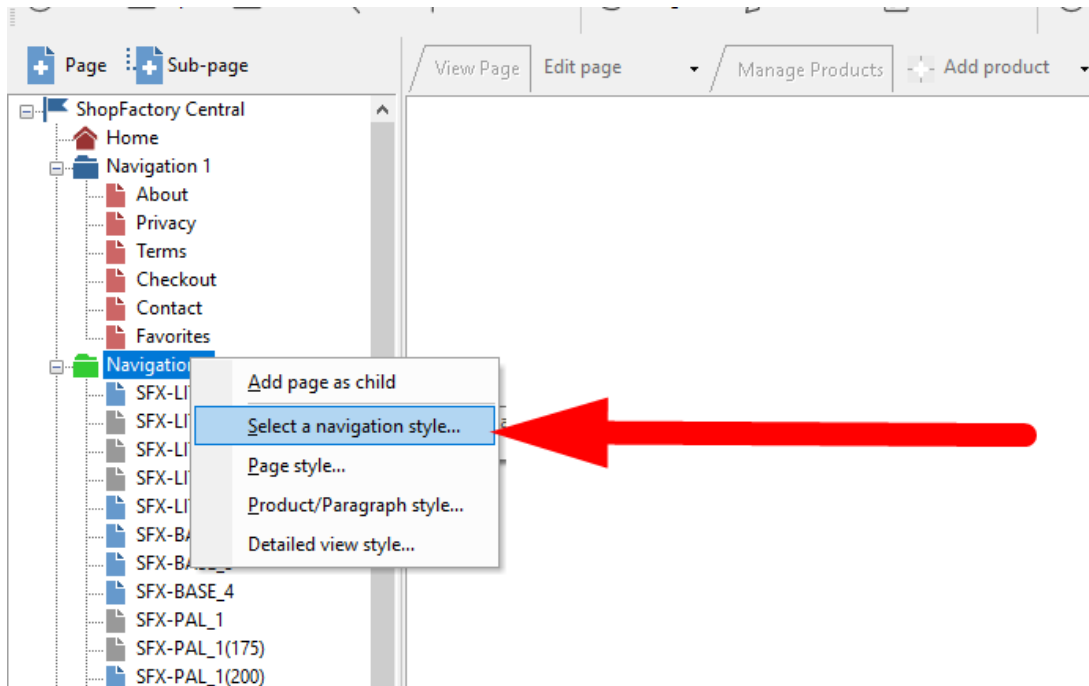 Page Sub-page View Page Edit page Manage Products Add product
ShopFactory Central
Home
Navigation 1
About
Privacy
Terms
Checkout
Contact
Favorites
Navigation
Add page as child
Select a navigation style...
Page style...
Product/Paragraph style...
Detailed view style...
SFX-BASE_4
SFX-PAL_1
SFX-PAL_1(175)
SFX-PAL_1(200)